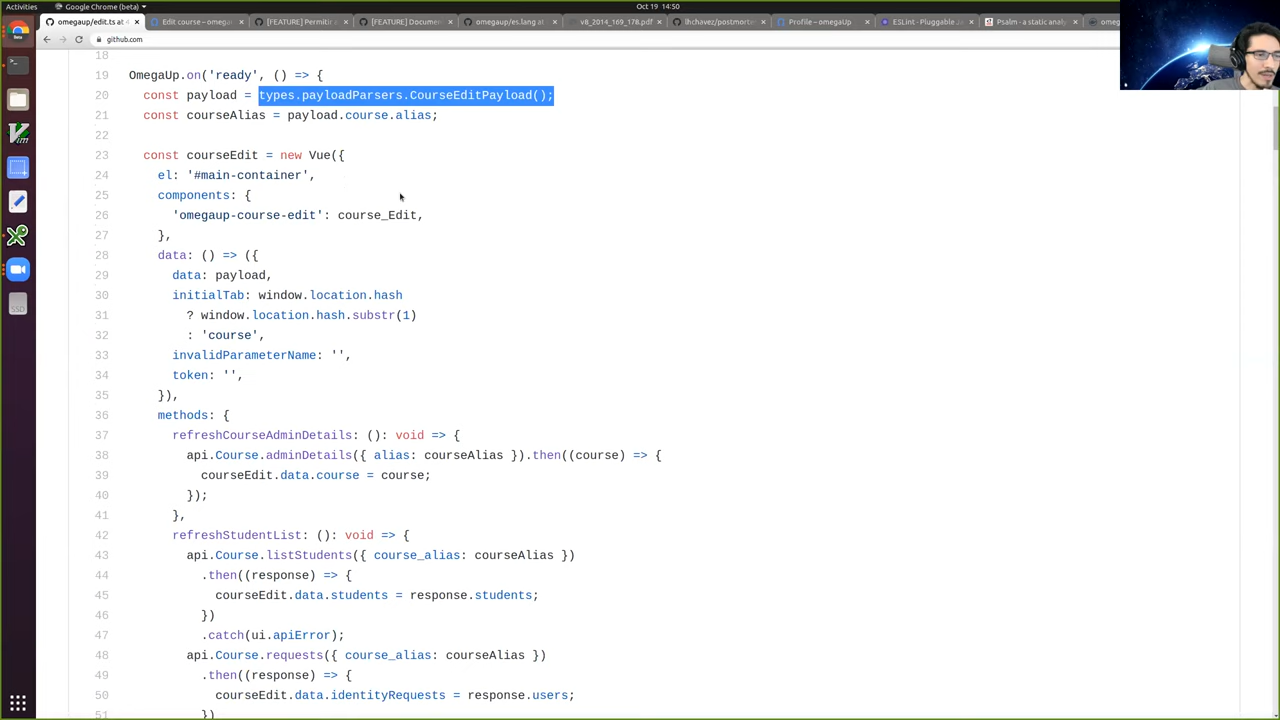 Activities
Google Chrome (beta) ▾
Oct 19 14:50
omegaup/edit.ts at
Edit course – omegaU
[FEATURE] Permitir
[FEATURE] Docume
omegaup/es.lang at
v8_2014_169_178.pdf
lhchavez/postmort
Profile – omegaUp
ESLint - Pluggable Ja
Psalm - a static analy
omeg
github.com
18
19 OmegaUp.on('ready', () => {
20 const payload = types.payloadParsers.CourseEditPayload();
21 const courseAlias = payload.course.alias;
22
23 const courseEdit = new Vue({
24 el: '#main-container',
25 components: {
26 'omegaup-course-edit': course_Edit,
27 },
28 data: () => ({
29 data: payload,
30 initialTab: window.location.hash
31 ? window.location.hash.substr(1)
32 : 'course',
33 invalidParameterName: '',
34 token: '',
35 }),
36 methods: {
37 refreshCourseAdminDetails: (): void => {
38 api.Course.adminDetails({ alias: courseAlias }).then((course) => {
39 courseEdit.data.course = course;
40 });
41 },
42 refreshStudentList: (): void => {
43 api.Course.listStudents({ course_alias: courseAlias })
44 .then((response) => {
45 courseEdit.data.students = response.students;
46 })
47 .catch(ui.apiError);
48 api.Course.requests({ course_alias: courseAlias })
49 .then((response) => {
50 courseEdit.data.identityRequests = response.users;
51 })
SSD